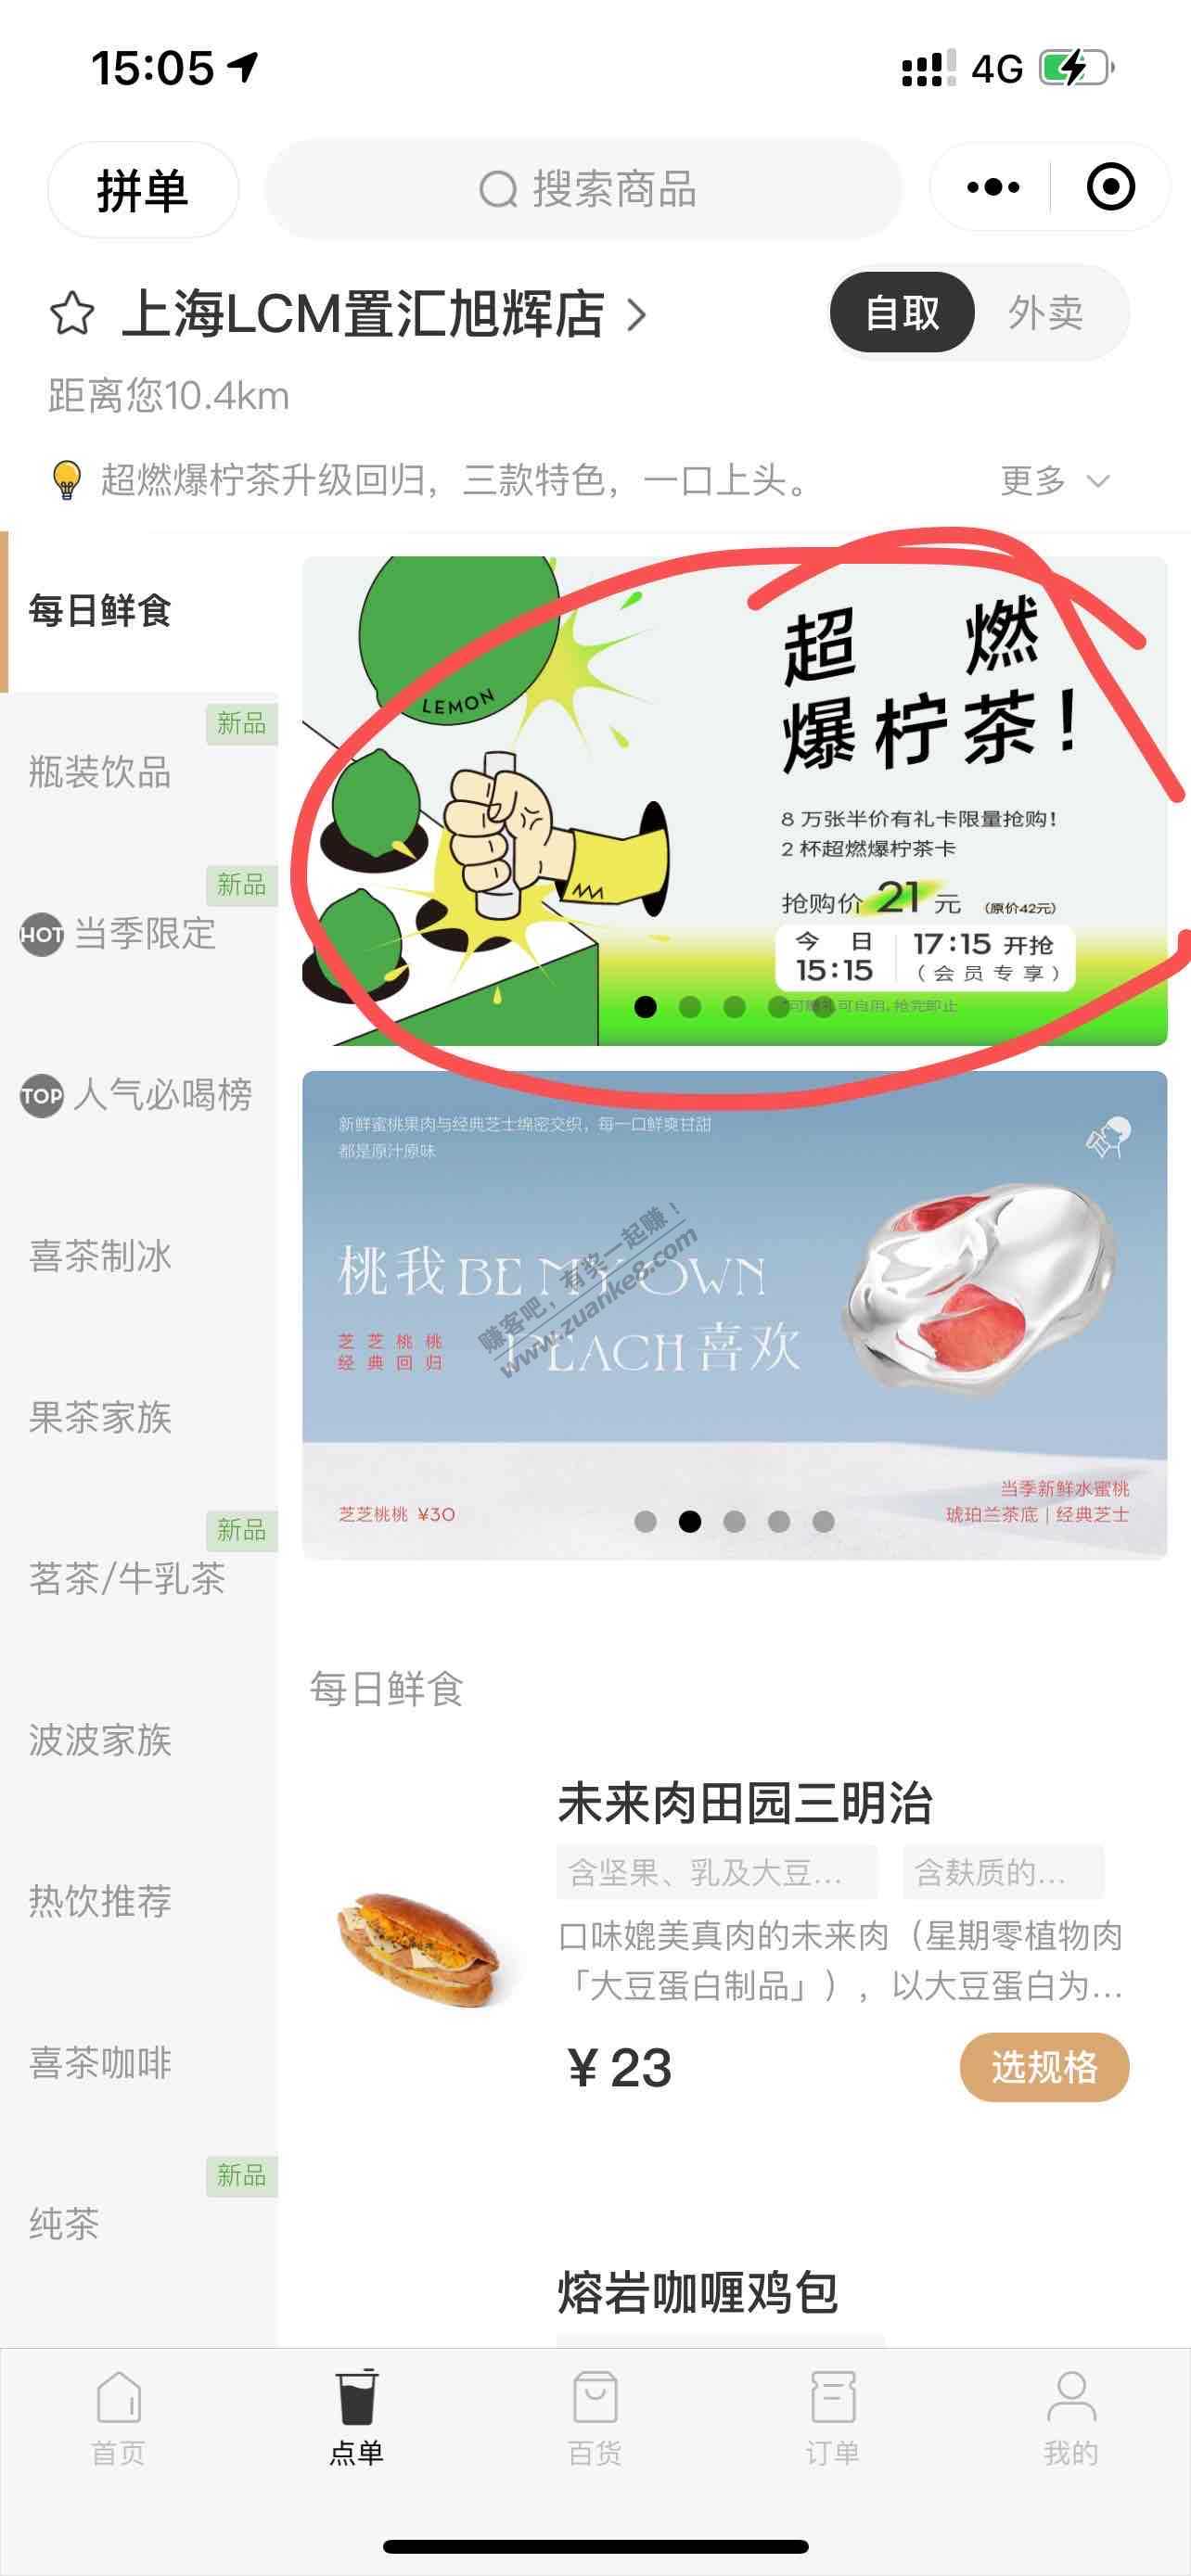 15:05
4G
拼单
搜索商品
上海LCM置汇旭辉店
自取
外卖
距离您10.4km
超燃爆柠茶升级回归，三款特色，一口上头。
更多
每日鲜食
新品
瓶装饮品
新品
HOT 当季限定
TOP 人气必喝榜
喜茶制冰
果茶家族
新品
茗茶/牛乳茶
波波家族
热饮推荐
喜茶咖啡
新品
纯茶
LEMON
超 燃
爆柠茶！
8 万张半价有礼卡限量抢购！
2 杯超燃爆柠茶卡
抢购价 21 元 （原价42元）
今 日
15:15
17:15 开抢
（会员专享）
可自用，抢完即止
新鲜蜜桃果肉与经典芝士绵密交织，每一口鲜爽甘甜
都是原汁原味
桃我 BE MY OWN
PEACH 喜欢
芝芝桃桃
经典回归
赚客吧，有奖一起赚！
www.zuanke8.com
当季新鲜水蜜桃
芝芝桃桃 ¥30
琥珀兰茶底 | 经典芝士
每日鲜食
未来肉田园三明治
含坚果、乳及大豆...
含麸质的...
口味媲美真肉的未来肉（星期零植物肉
「大豆蛋白制品」），以大豆蛋白为...
¥ 23
选规格
熔岩咖喱鸡包
首页
点单
百货
订单
我的